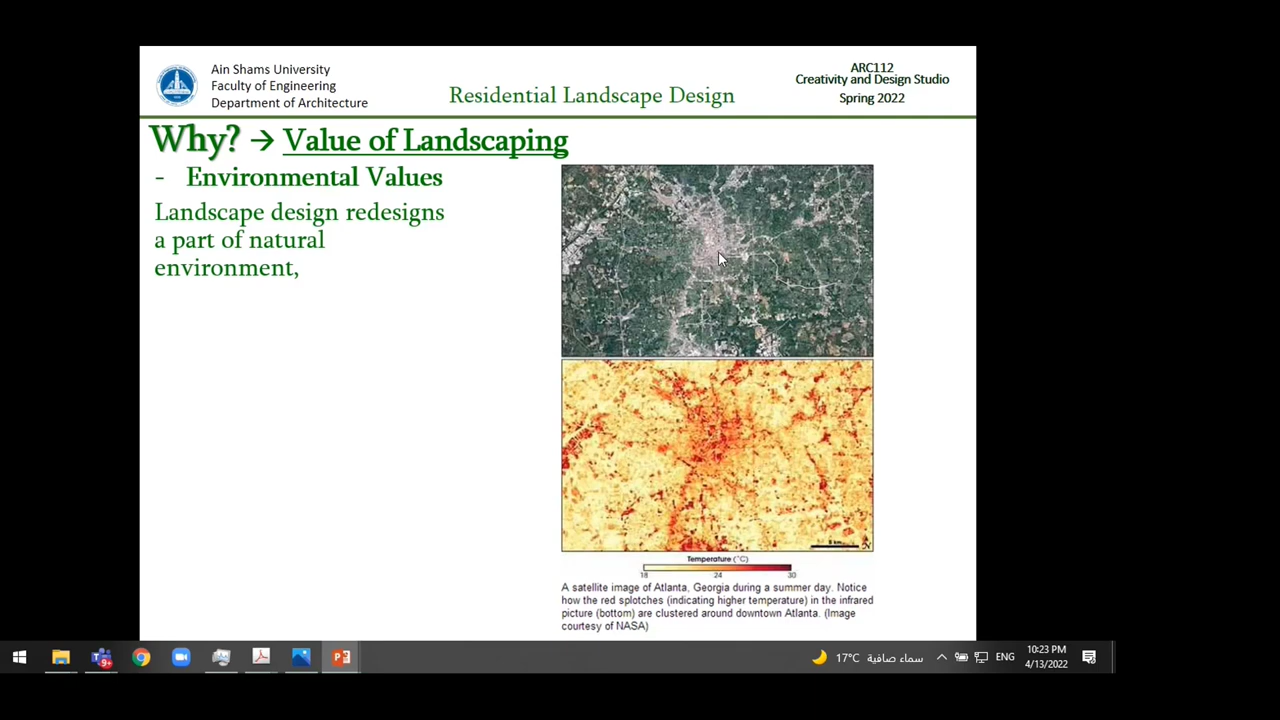 Ain Shams University
Faculty of Engineering
Department of Architecture
Residential Landscape Design
ARC112
Creativity and Design Studio
Spring 2022
Why? → Value of Landscaping
- Environmental Values
Landscape design redesigns
a part of natural
environment,
8 km N
Temperature (°C)
18 24 30
A satellite image of Atlanta, Georgia during a summer day. Notice
how the red splotches (indicating higher temperature) in the infrared
picture (bottom) are clustered around downtown Atlanta. (Image
courtesy of NASA)
9+
17°C سماء صافية
ENG
10:23 PM
4/13/2022